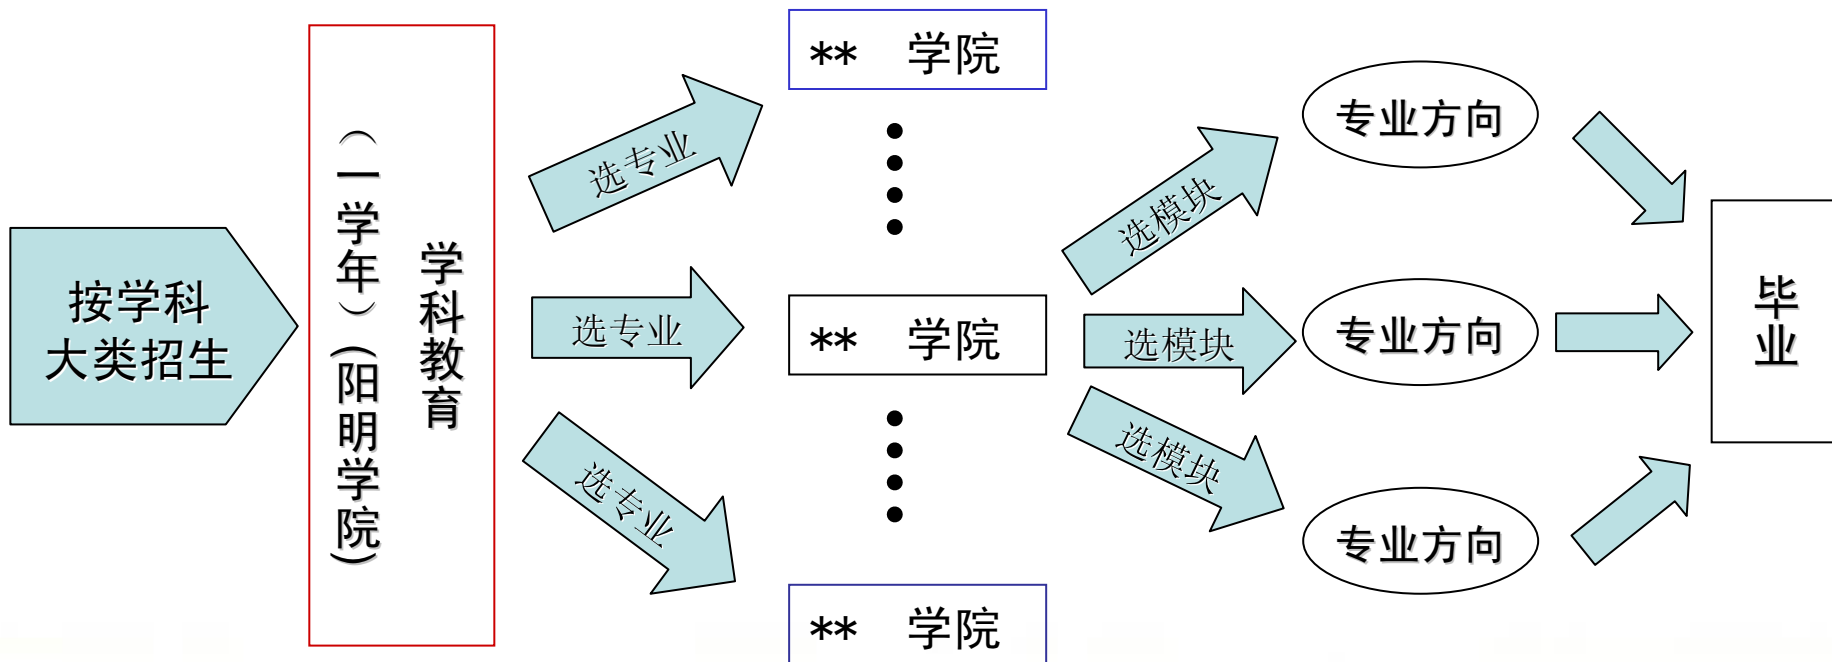 按学科
大类招生
学科教育
（一学年）(阳明学院)
选专业
选专业
选专业
** 学院
** 学院
** 学院
选模块
选模块
选模块
专业方向
专业方向
专业方向
毕业